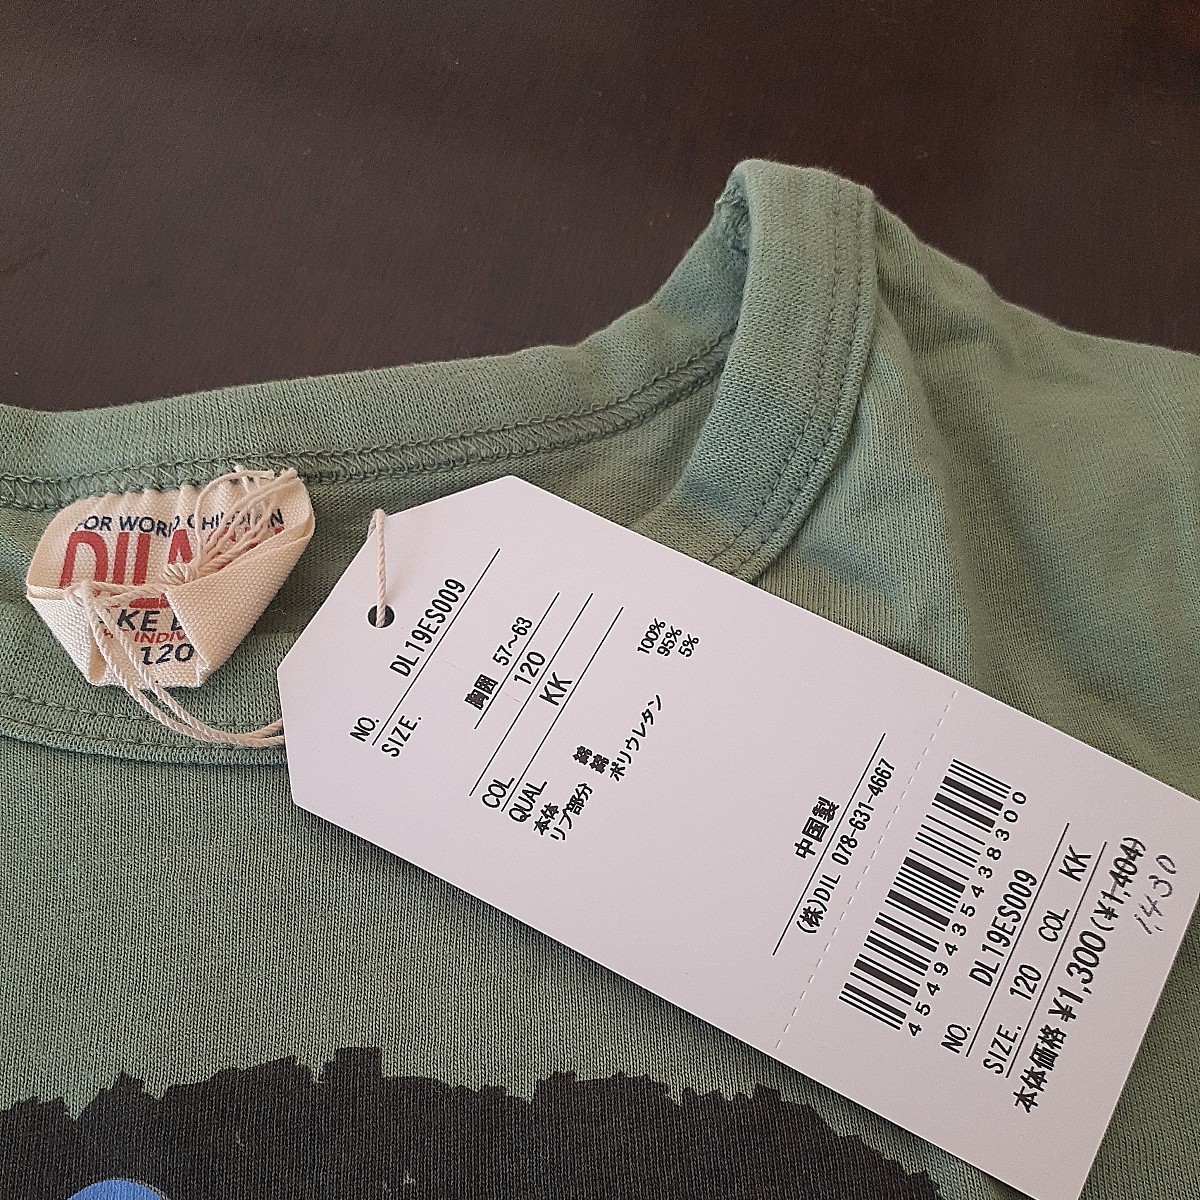 FOR WORLD CHILDREN
120
NO. DL19ES009
SIZE. 胸囲 57~63
120
COL KK
QUAL
本体 綿 100%
リブ部分 綿 95%
ポリウレタン 5%
中国製
(株)DIL 078-631-4667
4549435438300
NO. DL19ES009
SIZE. 120 COL KK
本体価格 ¥1,300(¥1,404)
1,430